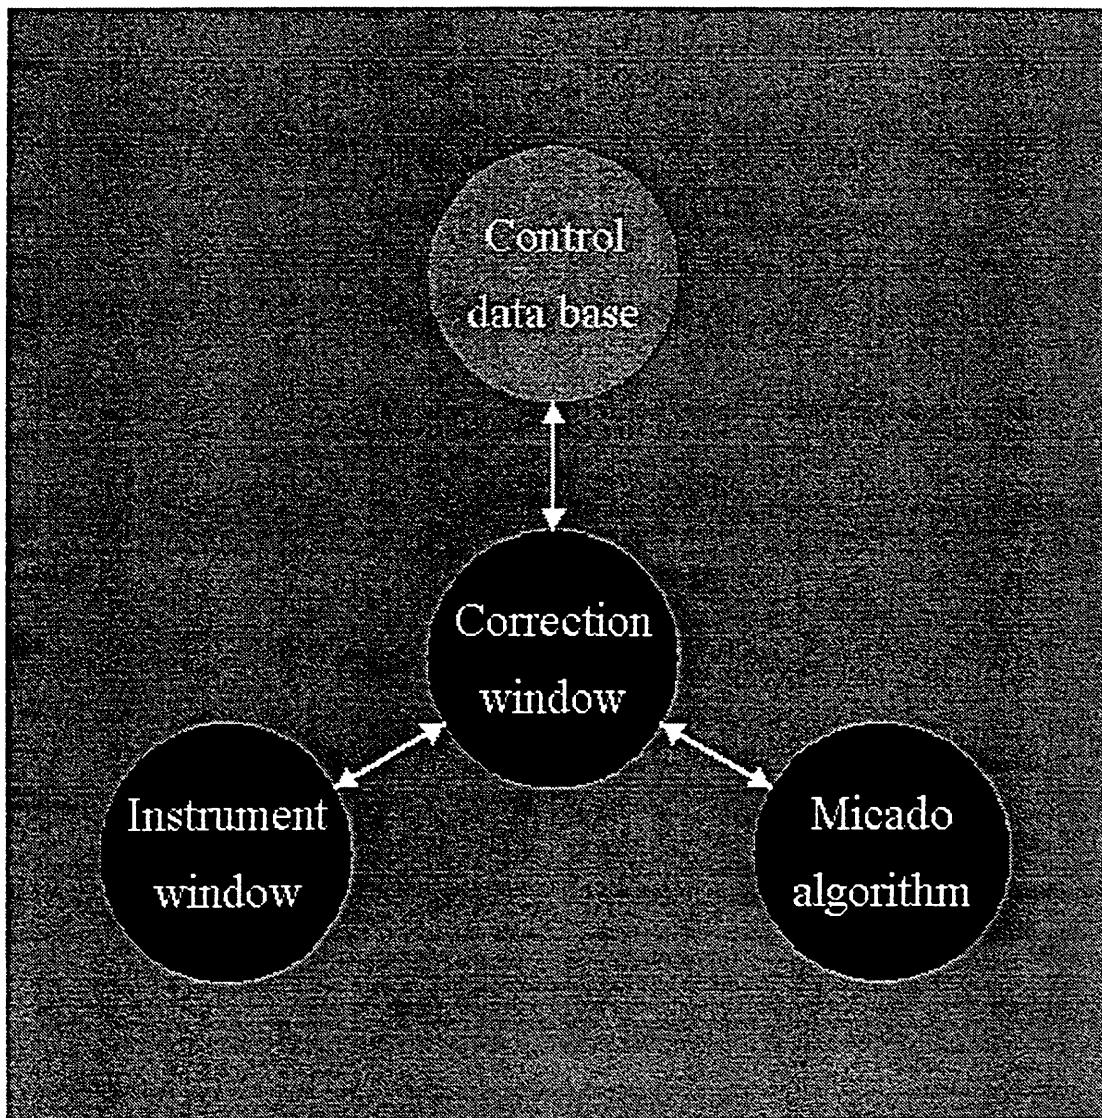 Control
data base
Correction
window
Instrument
window
Micado
algorithm